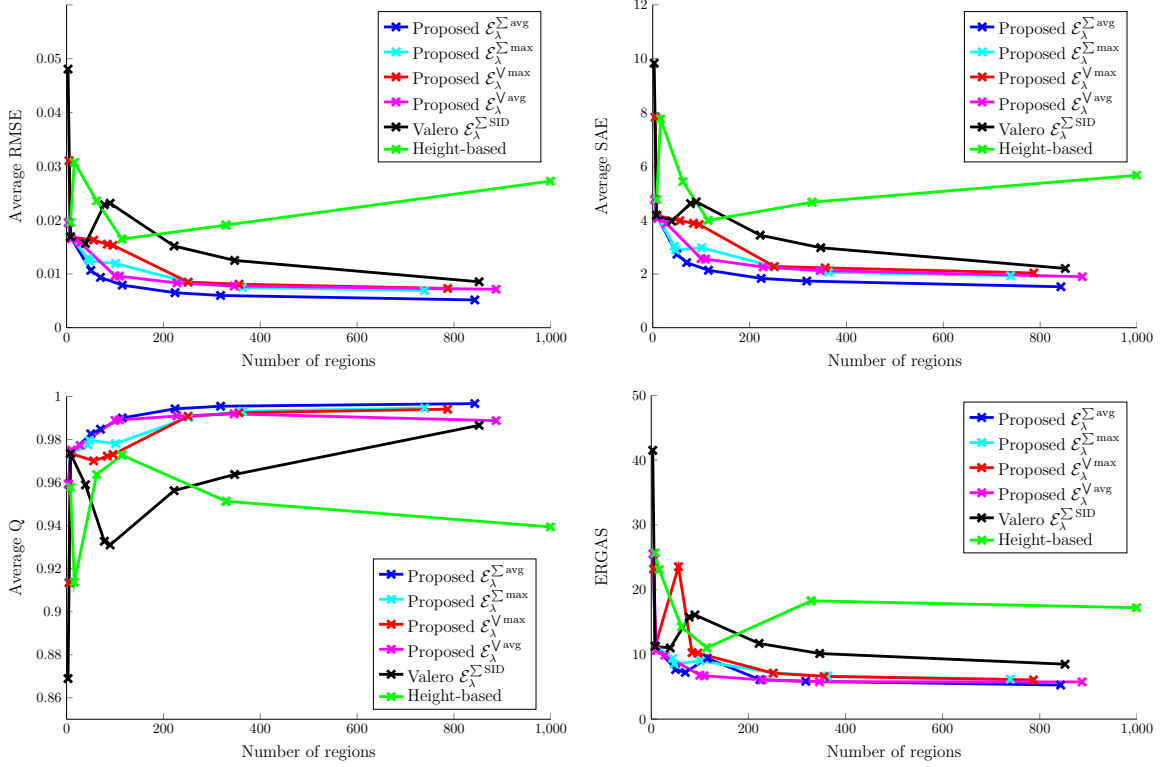 Average RMSE
0.05
0.04
0.03
0.02
0.01
0
0
200
400
600
800
1,000
Number of regions
Proposed ℰ_λ^{∑ avg}
Proposed ℰ_λ^{∑ max}
Proposed ℰ_λ^{⋁ max}
Proposed ℰ_λ^{⋁ avg}
Valero ℰ_λ^{∑ SID}
Height-based
Average SAE
12
10
8
6
4
2
0
0
200
400
600
800
1,000
Number of regions
Proposed ℰ_λ^{∑ avg}
Proposed ℰ_λ^{∑ max}
Proposed ℰ_λ^{⋁ max}
Proposed ℰ_λ^{⋁ avg}
Valero ℰ_λ^{∑ SID}
Height-based
Average Q
1
0.98
0.96
0.94
0.92
0.9
0.88
0.86
0
200
400
600
800
1,000
Number of regions
Proposed ℰ_λ^{∑ avg}
Proposed ℰ_λ^{∑ max}
Proposed ℰ_λ^{⋁ max}
Proposed ℰ_λ^{⋁ avg}
Valero ℰ_λ^{∑ SID}
Height-based
ERGAS
50
40
30
20
10
0
0
200
400
600
800
1,000
Number of regions
Proposed ℰ_λ^{∑ avg}
Proposed ℰ_λ^{∑ max}
Proposed ℰ_λ^{⋁ max}
Proposed ℰ_λ^{⋁ avg}
Valero ℰ_λ^{∑ SID}
Height-based